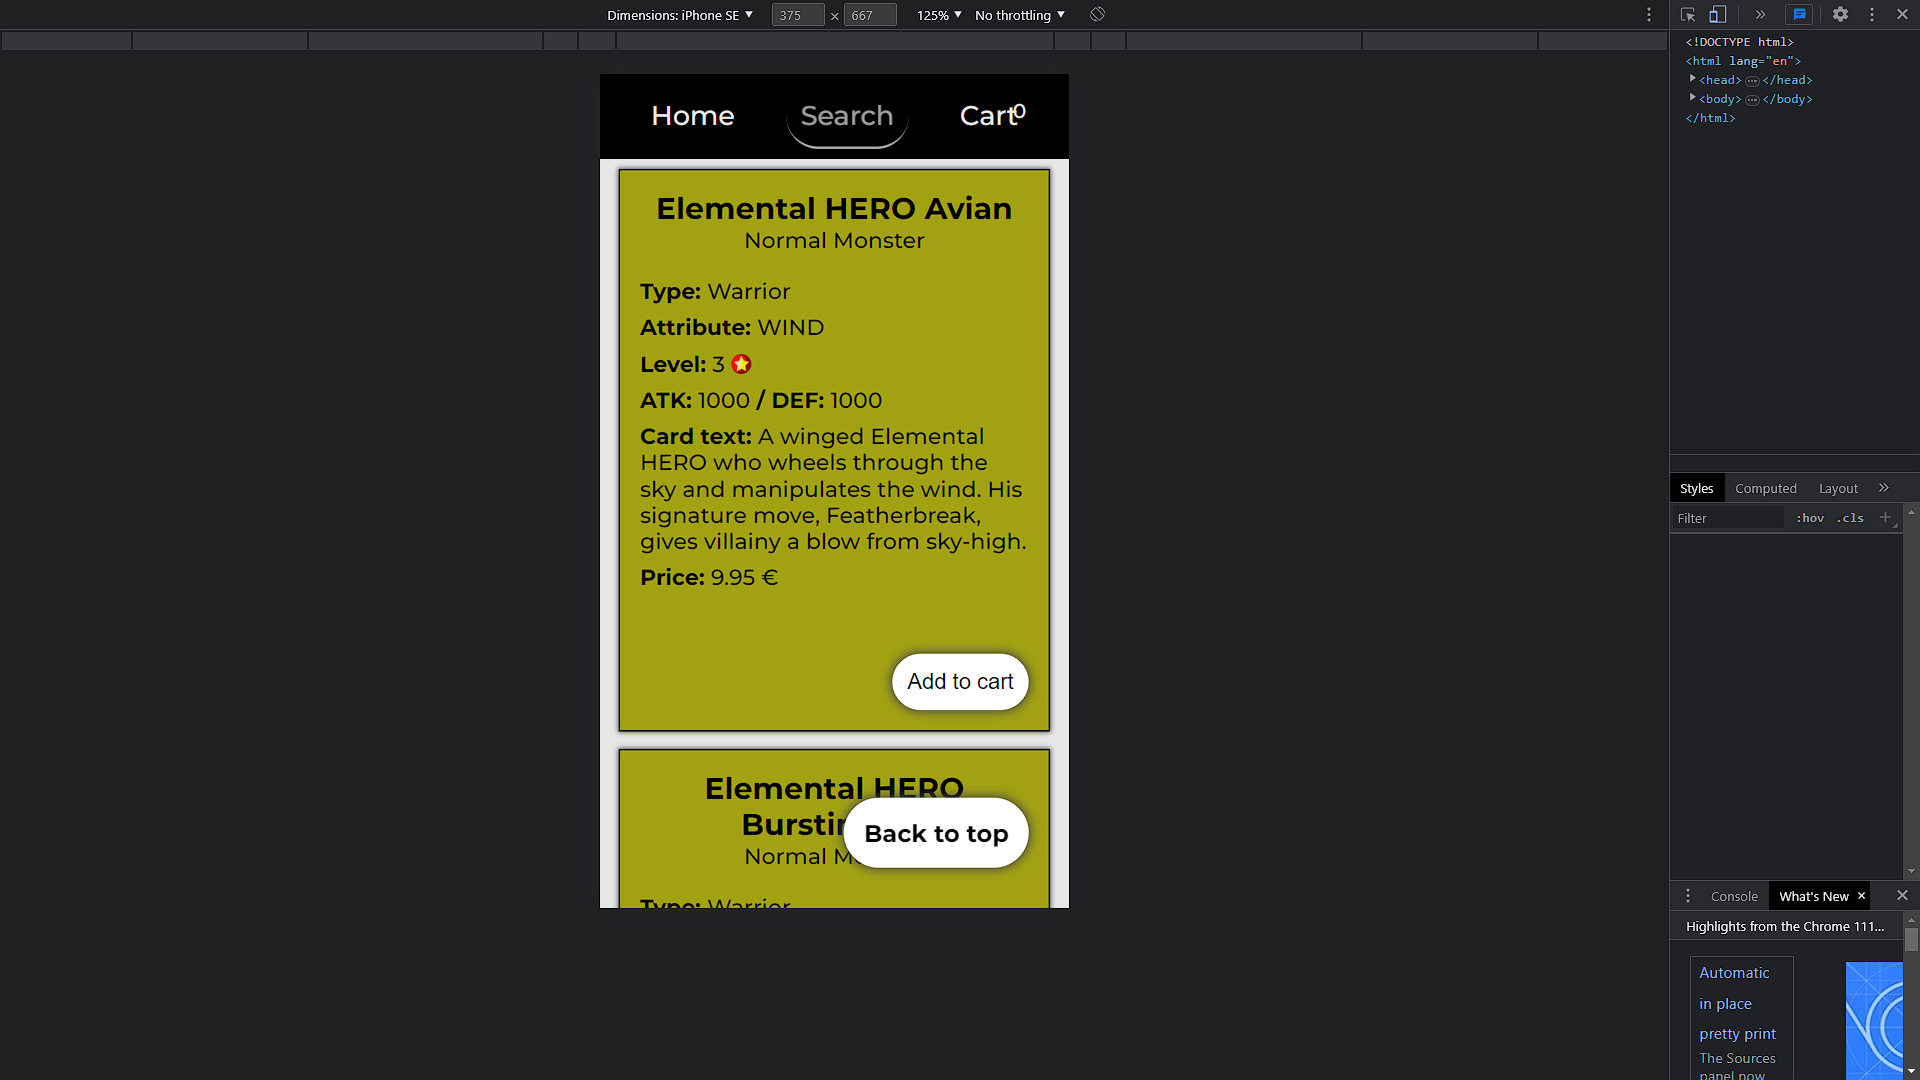 Dimensions: iPhone SE ▼ 375 × 667 125% ▼ No throttling ▼
<!DOCTYPE html>
<html lang="en">
<head> … </head>
<body> … </body>
</html>
Home Search Cart 0
Elemental HERO Avian
Normal Monster
Type: Warrior
Attribute: WIND
Level: 3
ATK: 1000 / DEF: 1000
Card text: A winged Elemental
HERO who wheels through the
sky and manipulates the wind. His
signature move, Featherbreak,
gives villainy a blow from sky-high.
Price: 9.95 €
Add to cart
Elemental HERO
Back to top
Normal
Type: Warrior
Styles Computed Layout »
Filter :hov .cls +
Console What's New ×
Highlights from the Chrome 111...
Automatic
in place
pretty print
The Sources
panel now